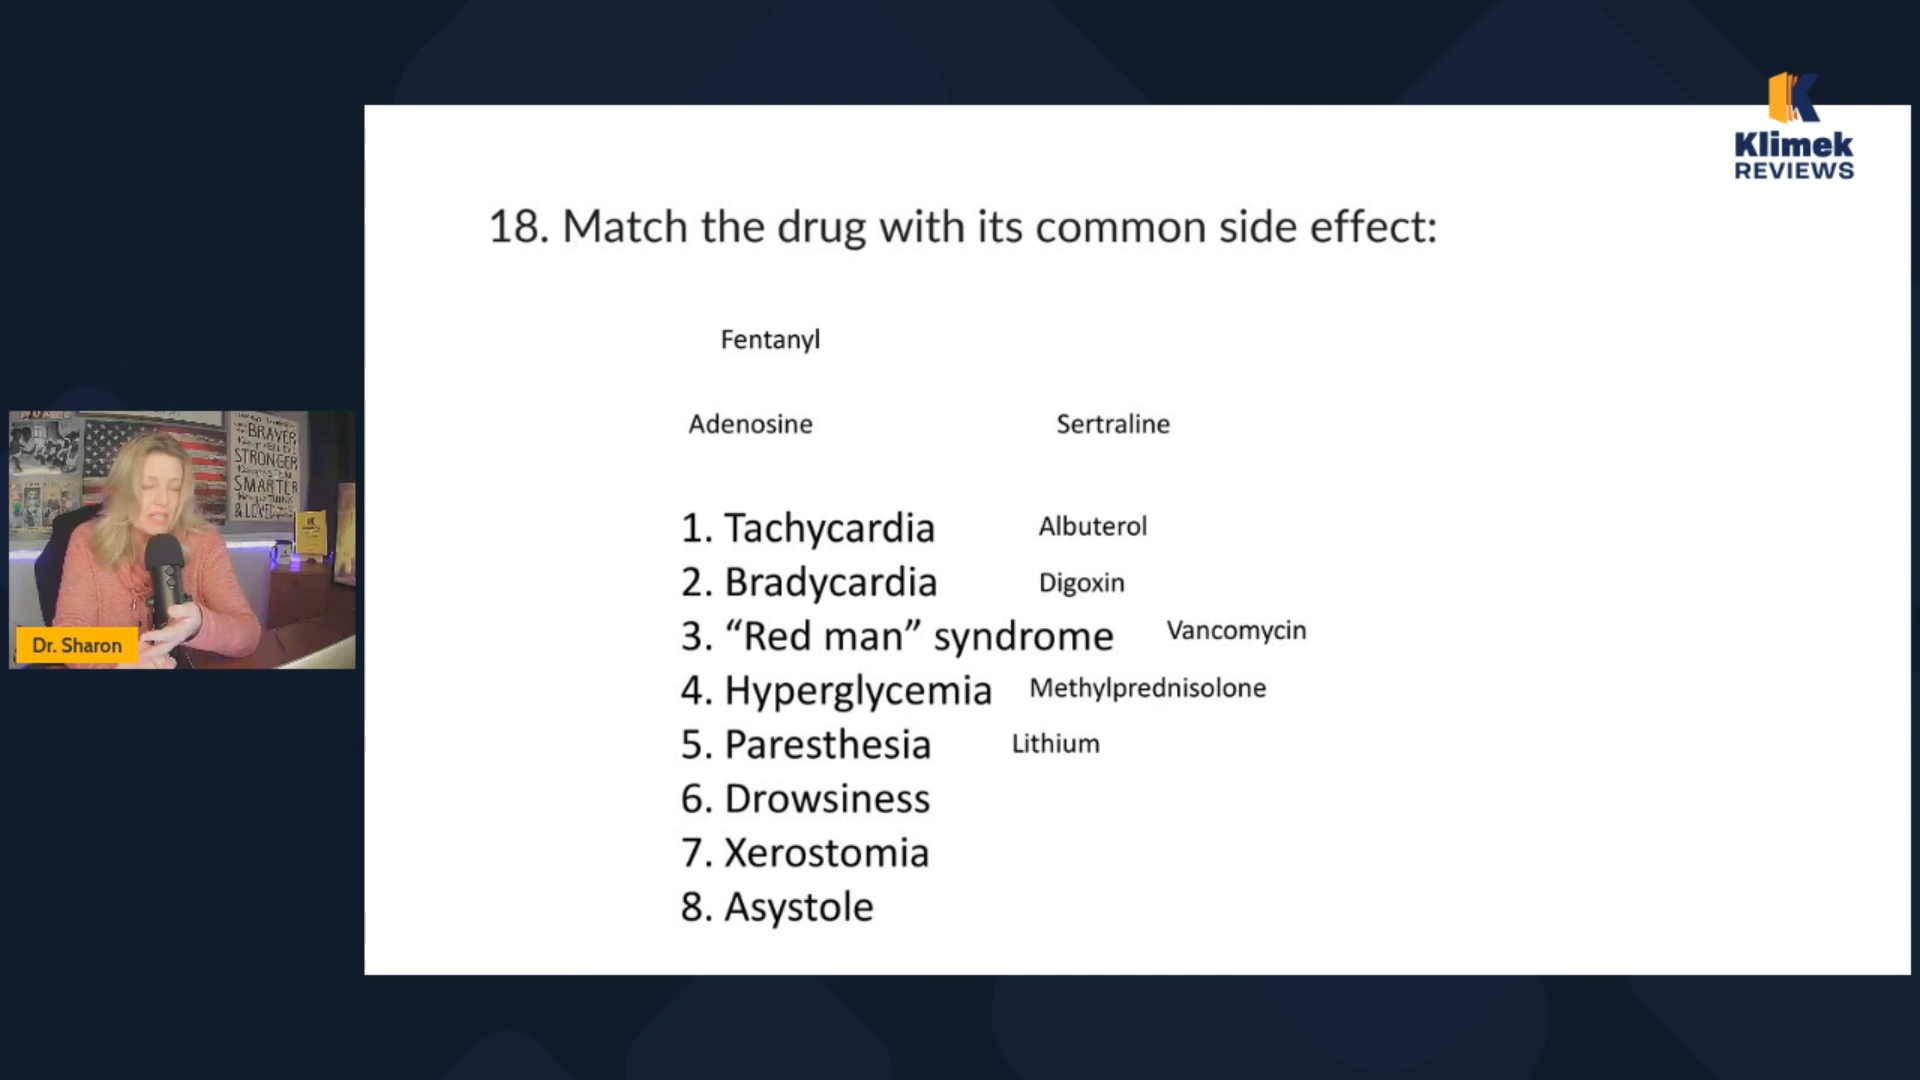 Klimek
REVIEWS
18. Match the drug with its common side effect:
Fentanyl
Adenosine Sertraline
1. Tachycardia Albuterol
2. Bradycardia Digoxin
3. “Red man” syndrome Vancomycin
4. Hyperglycemia Methylprednisolone
5. Paresthesia Lithium
6. Drowsiness
7. Xerostomia
8. Asystole
BRAVER
STRONGER
SMARTER
& LOVED
Dr. Sharon